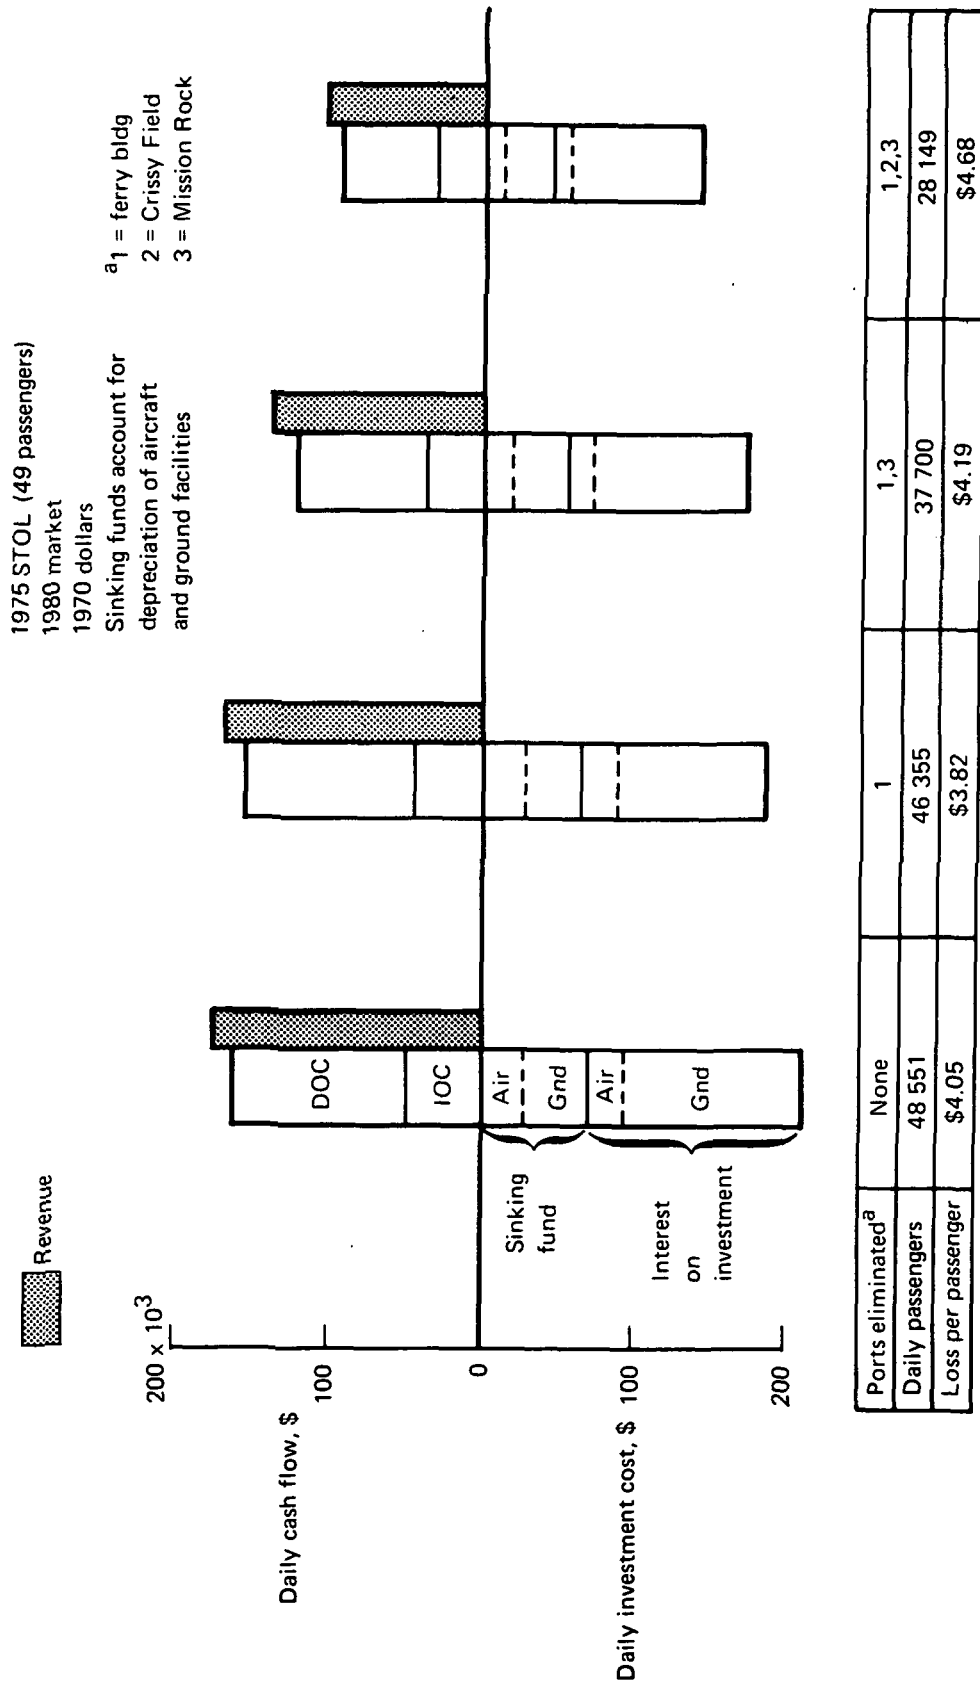 Revenue
1975 STOL (49 passengers)
1980 market
1970 dollars
Sinking funds account for
depreciation of aircraft
and ground facilities
a1 = ferry bldg
2 = Crissy Field
3 = Mission Rock
200 x 10³
100
0
100
200
Daily cash flow, $
Daily investment cost, $
DOC
IOC
Air
Gnd
Air
Gnd
Sinking
fund
Interest
on
investment
Ports eliminatedᵃ None 1 1,3 1,2,3
Daily passengers 48 551 46 355 37 700 28 149
Loss per passenger $4.05 $3.82 $4.19 $4.68